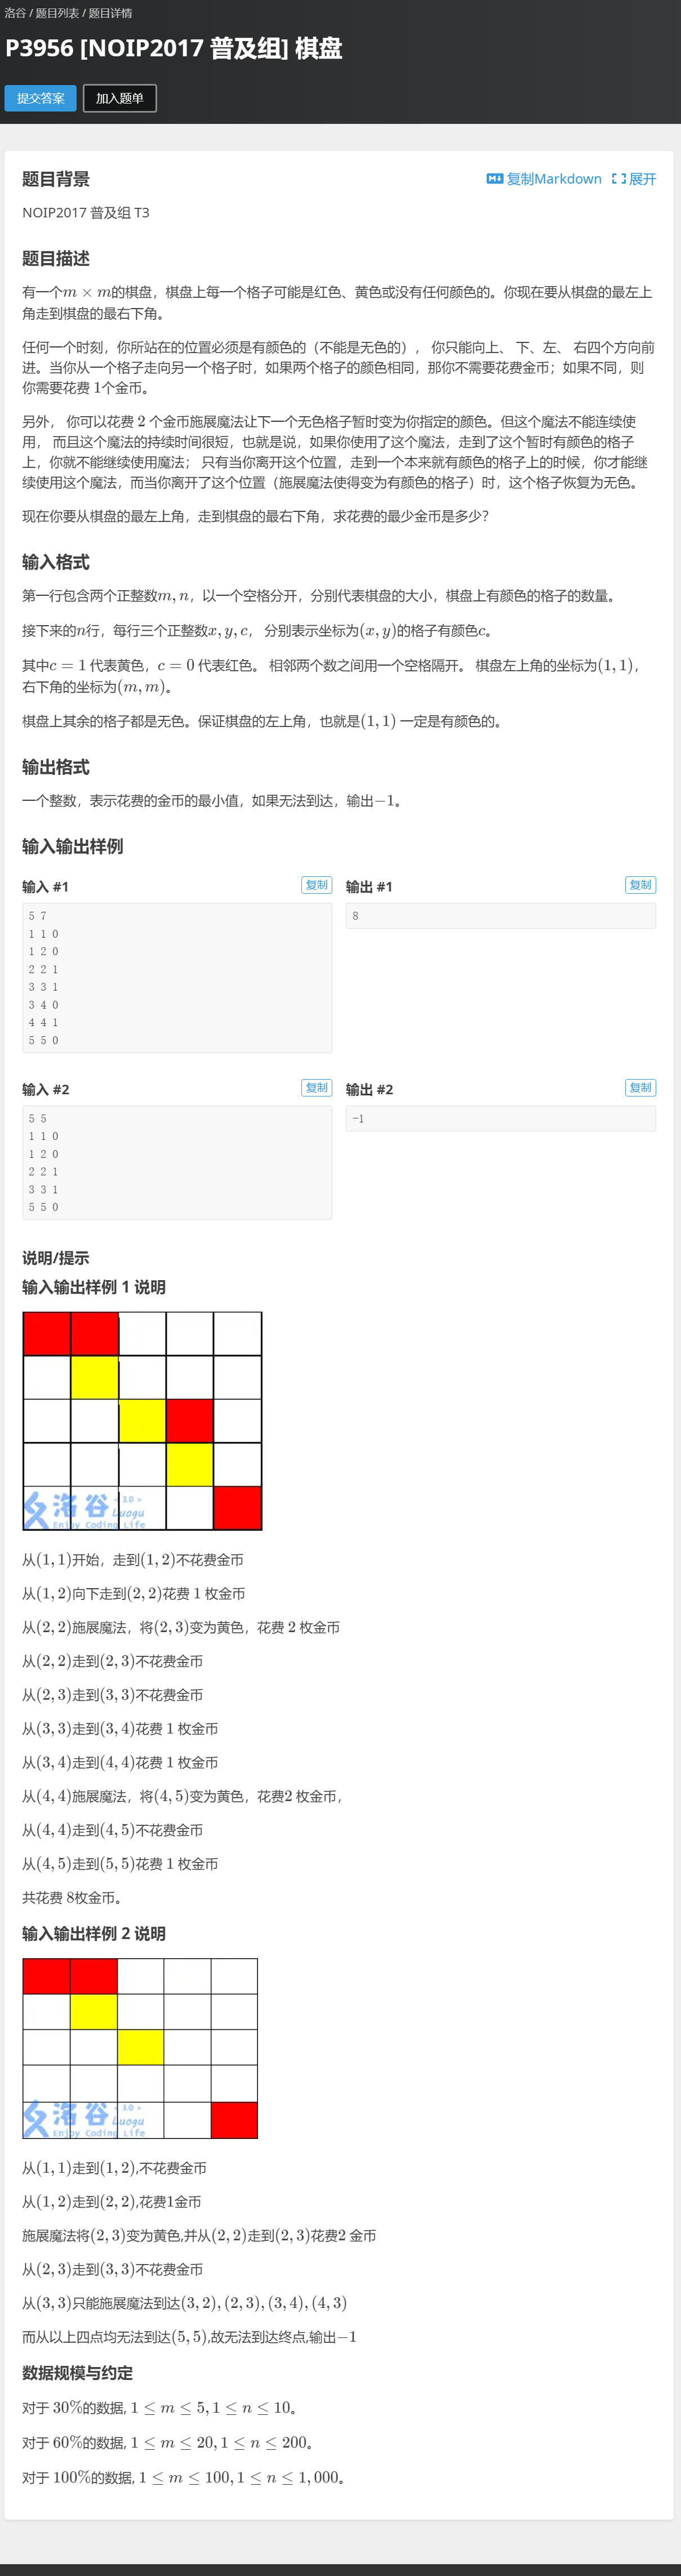 洛谷 / 题目列表 / 题目详情
P3956 [NOIP2017 普及组] 棋盘
提交答案 加入题单
题目背景 复制Markdown 展开
NOIP2017 普及组 T3
题目描述
有一个m × m的棋盘，棋盘上每一个格子可能是红色、黄色或没有任何颜色的。你现在要从棋盘的最左上
角走到棋盘的最右下角。
任何一个时刻，你所站在的位置必须是有颜色的（不能是无色的）， 你只能向上、 下、左、 右四个方向前
进。当你从一个格子走向另一个格子时，如果两个格子的颜色相同，那你不需要花费金币；如果不同，则
你需要花费 1个金币。
另外， 你可以花费 2 个金币施展魔法让下一个无色格子暂时变为你指定的颜色。但这个魔法不能连续使
用， 而且这个魔法的持续时间很短，也就是说，如果你使用了这个魔法，走到了这个暂时有颜色的格子
上，你就不能继续使用魔法； 只有当你离开这个位置，走到一个本来就有颜色的格子上的时候，你才能继
续使用这个魔法，而当你离开了这个位置（施展魔法使得变为有颜色的格子）时，这个格子恢复为无色。
现在你要从棋盘的最左上角，走到棋盘的最右下角，求花费的最少金币是多少？
输入格式
第一行包含两个正整数m, n，以一个空格分开，分别代表棋盘的大小，棋盘上有颜色的格子的数量。
接下来的n行，每行三个正整数x, y, c， 分别表示坐标为(x, y)的格子有颜色c。
其中c = 1 代表黄色，c = 0 代表红色。 相邻两个数之间用一个空格隔开。 棋盘左上角的坐标为(1, 1)，
右下角的坐标为(m, m)。
棋盘上其余的格子都是无色。保证棋盘的左上角，也就是(1, 1) 一定是有颜色的。
输出格式
一个整数，表示花费的金币的最小值，如果无法到达，输出−1。
输入输出样例
输入 #1 复制 输出 #1 复制
5 7 8
1 1 0
1 2 0
2 2 1
3 3 1
3 4 0
4 4 1
5 5 0
输入 #2 复制 输出 #2 复制
5 5 -1
1 1 0
1 2 0
2 2 1
3 3 1
5 5 0
说明/提示
输入输出样例 1 说明
洛谷 < 3.0 > Luogu
Enjoy Coding Life
从(1, 1)开始，走到(1, 2)不花费金币
从(1, 2)向下走到(2, 2)花费 1 枚金币
从(2, 2)施展魔法，将(2, 3)变为黄色，花费 2 枚金币
从(2, 2)走到(2, 3)不花费金币
从(2, 3)走到(3, 3)不花费金币
从(3, 3)走到(3, 4)花费 1 枚金币
从(3, 4)走到(4, 4)花费 1 枚金币
从(4, 4)施展魔法，将(4, 5)变为黄色，花费2 枚金币，
从(4, 4)走到(4, 5)不花费金币
从(4, 5)走到(5, 5)花费 1 枚金币
共花费 8枚金币。
输入输出样例 2 说明
洛谷 < 3.0 > Luogu
Enjoy Coding Life
从(1, 1)走到(1, 2),不花费金币
从(1, 2)走到(2, 2),花费1金币
施展魔法将(2, 3)变为黄色,并从(2, 2)走到(2, 3)花费2 金币
从(2, 3)走到(3, 3)不花费金币
从(3, 3)只能施展魔法到达(3, 2), (2, 3), (3, 4), (4, 3)
而从以上四点均无法到达(5, 5),故无法到达终点,输出−1
数据规模与约定
对于 30%的数据, 1 ≤ m ≤ 5, 1 ≤ n ≤ 10。
对于 60%的数据, 1 ≤ m ≤ 20, 1 ≤ n ≤ 200。
对于 100%的数据, 1 ≤ m ≤ 100, 1 ≤ n ≤ 1, 000。